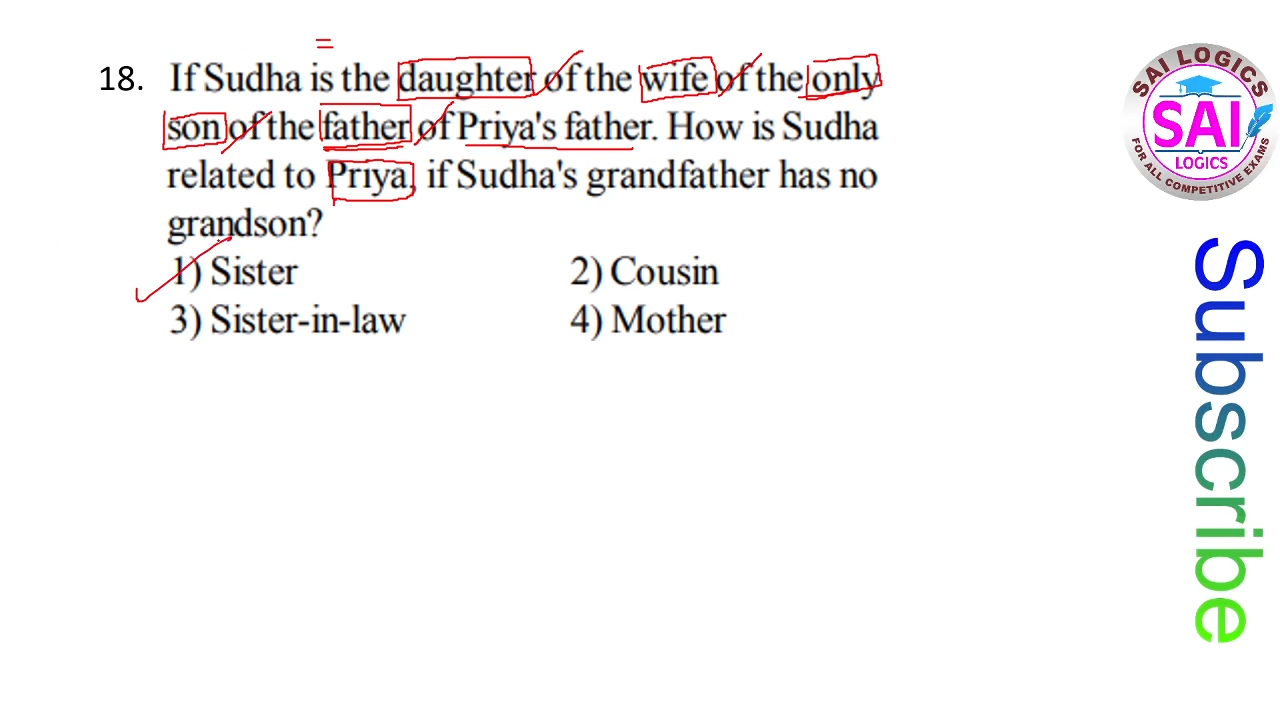 18. If Sudha is the daughter of the wife of the only
son of the father of Priya's father. How is Sudha
related to Priya, if Sudha's grandfather has no
grandson?
1) Sister 2) Cousin
3) Sister-in-law 4) Mother
SAI LOGICS
SAI
LOGICS
FOR ALL COMPETITIVE EXAMS
Subscribe